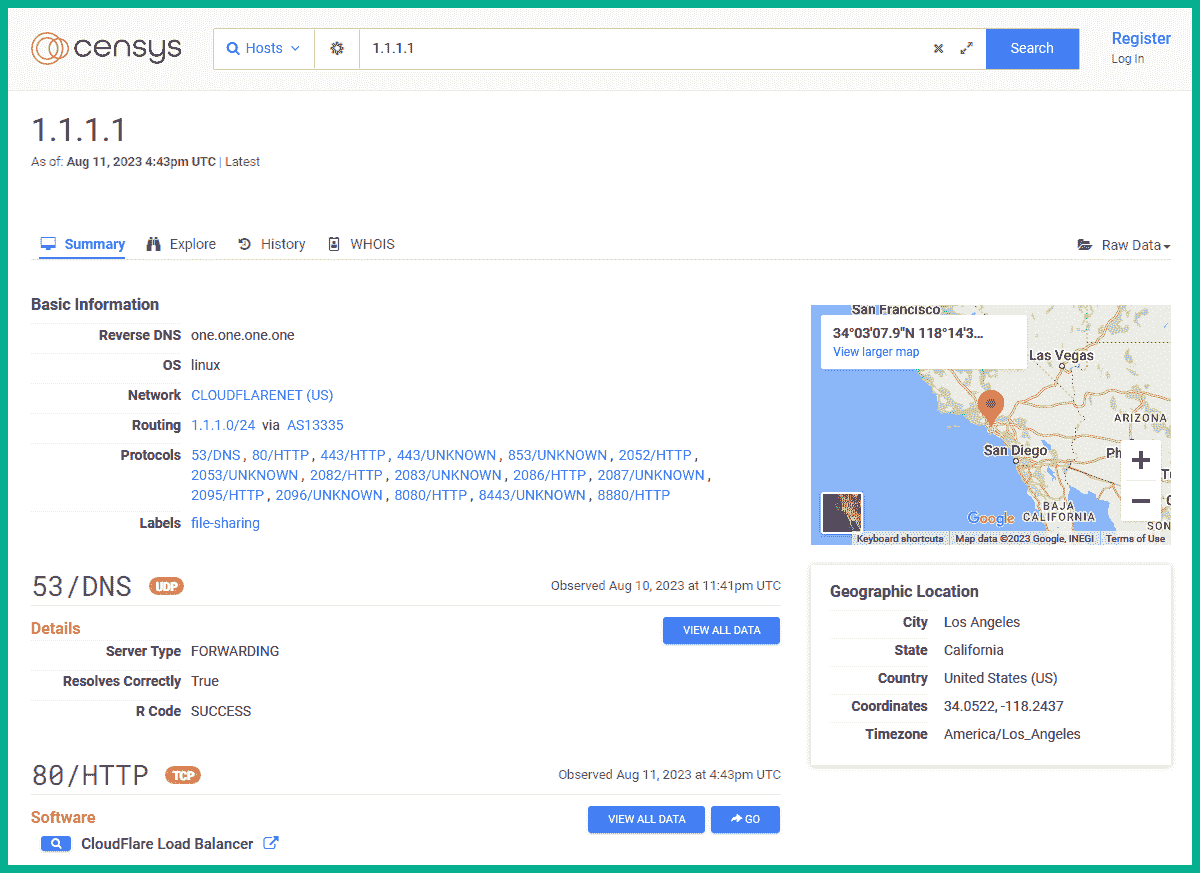 censys
Hosts
1.1.1.1
Search
Register
Log In
1.1.1.1
As of: Aug 11, 2023 4:43pm UTC | Latest
Summary
Explore
History
WHOIS
Raw Data
Basic Information
Reverse DNS one.one.one.one
OS linux
Network CLOUDFLARENET (US)
Routing 1.1.1.0/24 via AS13335
Protocols 53/DNS , 80/HTTP , 443/HTTP , 443/UNKNOWN , 853/UNKNOWN , 2052/HTTP ,
2053/UNKNOWN , 2082/HTTP , 2083/UNKNOWN , 2086/HTTP , 2087/UNKNOWN ,
2095/HTTP , 2096/UNKNOWN , 8080/HTTP , 8443/UNKNOWN , 8880/HTTP
Labels file-sharing
San Francisco
34°03'07.9"N 118°14'3...
View larger map
Las Vegas
ARIZONA
San Diego
Ph
BAJA
CALIFORNIA
SON
Google
Keyboard shortcuts
Map data ©2023 Google, INEGI
Terms of Use
53/DNS UDP
Observed Aug 10, 2023 at 11:41pm UTC
Details
VIEW ALL DATA
Server Type FORWARDING
Resolves Correctly True
R Code SUCCESS
Geographic Location
City Los Angeles
State California
Country United States (US)
Coordinates 34.0522, -118.2437
Timezone America/Los_Angeles
80/HTTP TCP
Observed Aug 11, 2023 at 4:43pm UTC
Software
VIEW ALL DATA
GO
CloudFlare Load Balancer